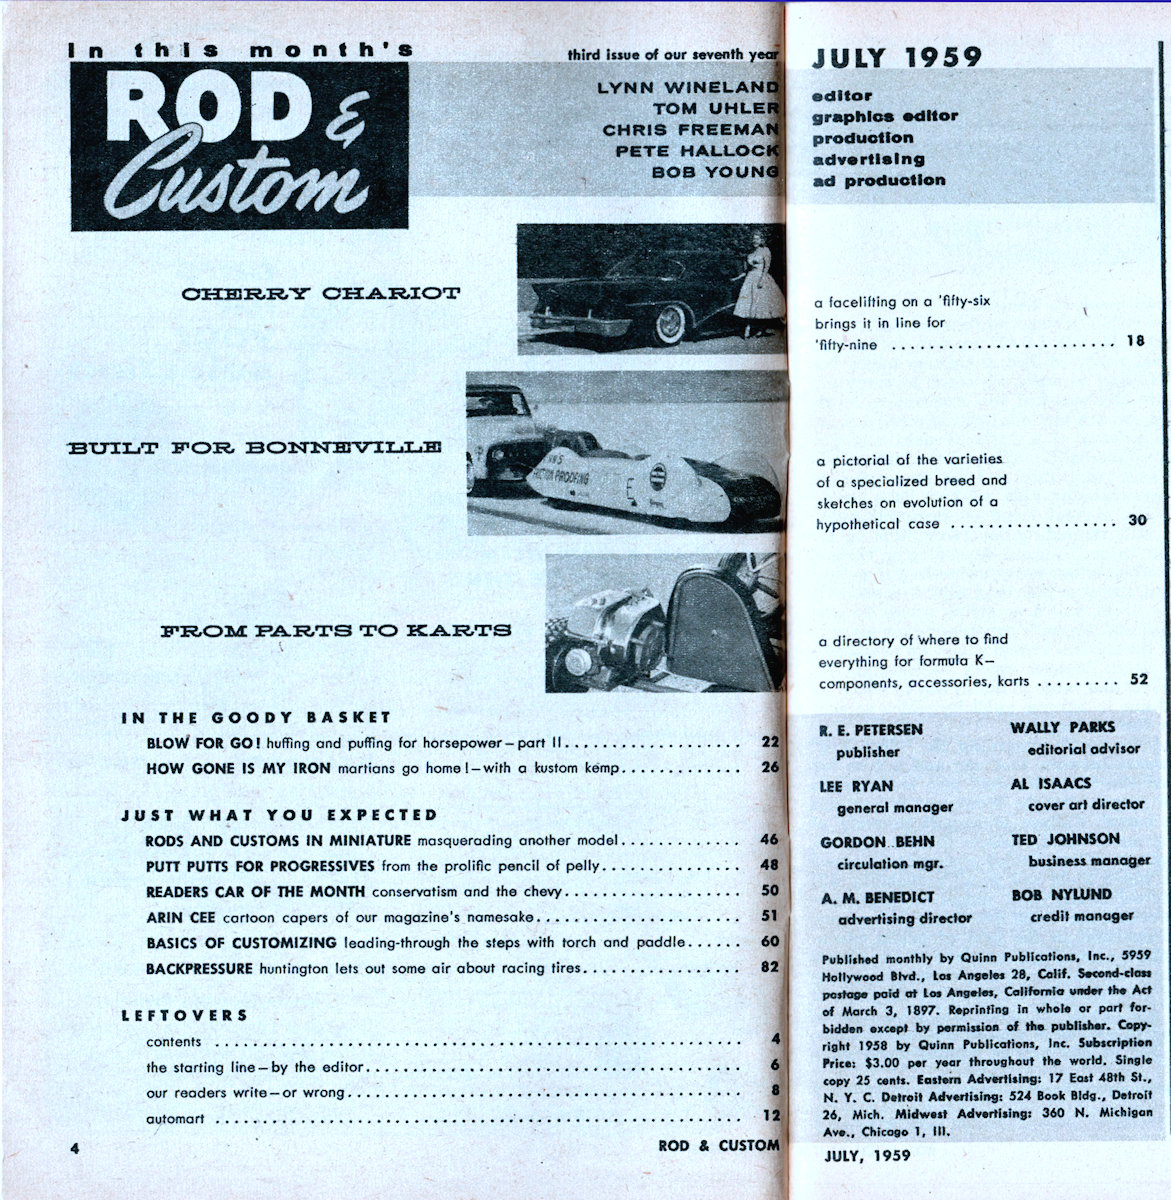 In this month's
ROD &
Custom
third issue of our seventh year
LYNN WINELAND
TOM UHLER
CHRIS FREEMAN
PETE HALLOCK
BOB YOUNG
JULY 1959
editor
graphics editor
production
advertising
ad production
CHERRY CHARIOT
a facelifting on a 'fifty-six
brings it in line for
'fifty-nine ........................ 18
BUILT FOR BONNEVILLE
PROOFING
a pictorial of the varieties
of a specialized breed and
sketches on evolution of a
hypothetical case .................. 30
FROM PARTS TO KARTS
a directory of where to find
everything for formula K—
components, accessories, karts ......... 52
IN THE GOODY BASKET
BLOW FOR GO! huffing and puffing for horsepower—part II................... 22
HOW GONE IS MY IRON martians go home!—with a kustom kemp............. 26
JUST WHAT YOU EXPECTED
RODS AND CUSTOMS IN MINIATURE masquerading another model............. 46
PUTT PUTTS FOR PROGRESSIVES from the prolific pencil of pelly............... 48
READERS CAR OF THE MONTH conservatism and the chevy................... 50
ARIN CEE cartoon capers of our magazine's namesake...................... 51
BASICS OF CUSTOMIZING leading-through the steps with torch and paddle...... 60
BACKPRESSURE huntington lets out some air about racing tires................. 82
LEFTOVERS
contents ......................................................... 4
the starting line—by the editor......................................... 6
our readers write—or wrong........................................... 8
automart ......................................................... 12
4
ROD & CUSTOM
R. E. PETERSEN
publisher
WALLY PARKS
editorial advisor
LEE RYAN
general manager
AL ISAACS
cover art director
GORDON BEHN
circulation mgr.
TED JOHNSON
business manager
A. M. BENEDICT
advertising director
BOB NYLUND
credit manager
Published monthly by Quinn Publications, Inc., 5959
Hollywood Blvd., Los Angeles 28, Calif. Second-class
postage paid at Los Angeles, California under the Act
of March 3, 1897. Reprinting in whole or part for-
bidden except by permission of the publisher. Copy-
right 1958 by Quinn Publications, Inc. Subscription
Price: $3.00 per year throughout the world. Single
copy 25 cents. Eastern Advertising: 17 East 48th St.,
N. Y. C. Detroit Advertising: 524 Book Bldg., Detroit
26, Mich. Midwest Advertising: 360 N. Michigan
Ave., Chicago 1, Ill.
JULY, 1959